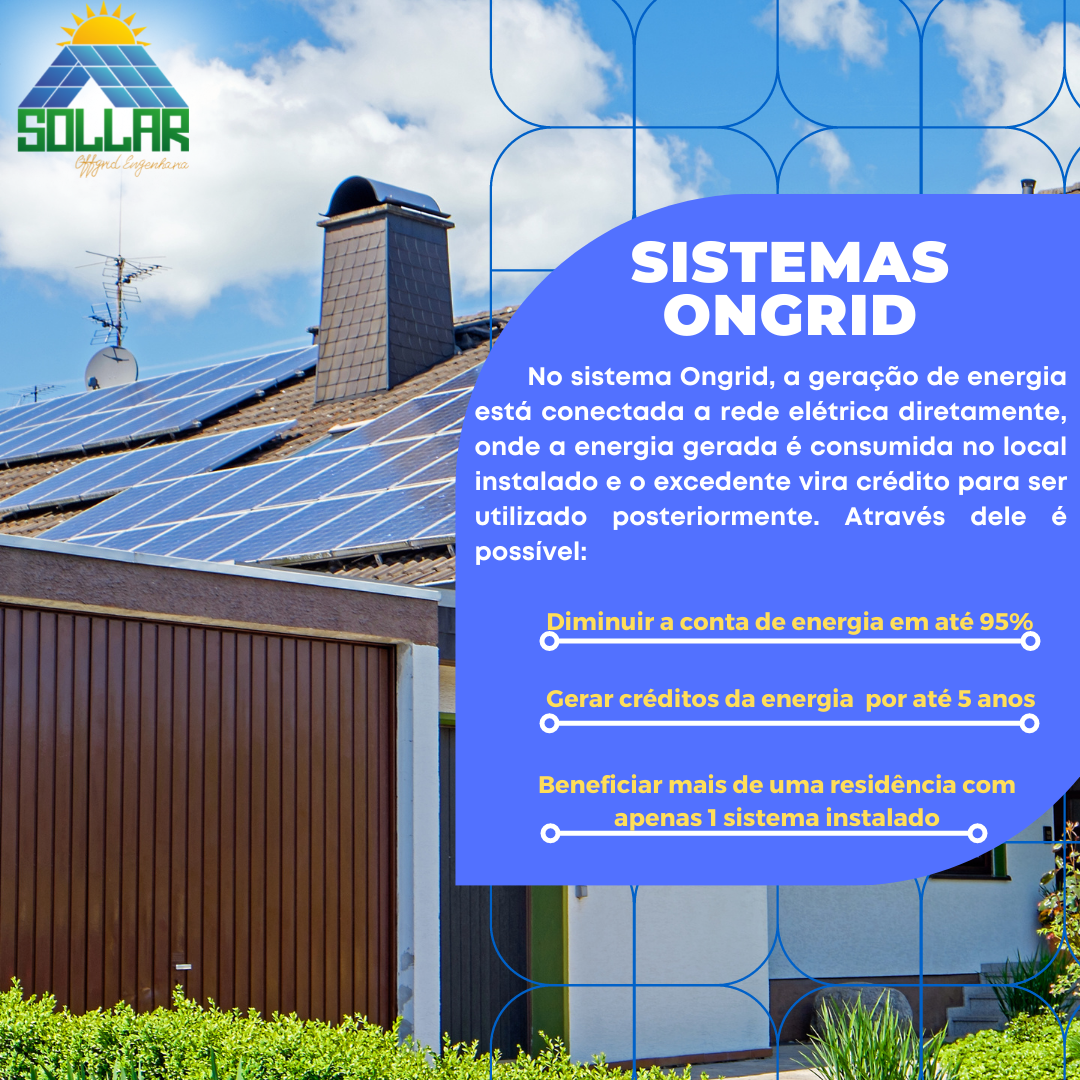 SOLLAR
Offgrid Engenharia
SISTEMAS
ONGRID
No sistema Ongrid, a geração de energia
está conectada a rede elétrica diretamente,
onde a energia gerada é consumida no local
instalado e o excedente vira crédito para ser
utilizado posteriormente. Através dele é
possível:
Diminuir a conta de energia em até 95%
Gerar créditos da energia  por até 5 anos
Beneficiar mais de uma residência com
apenas 1 sistema instalado